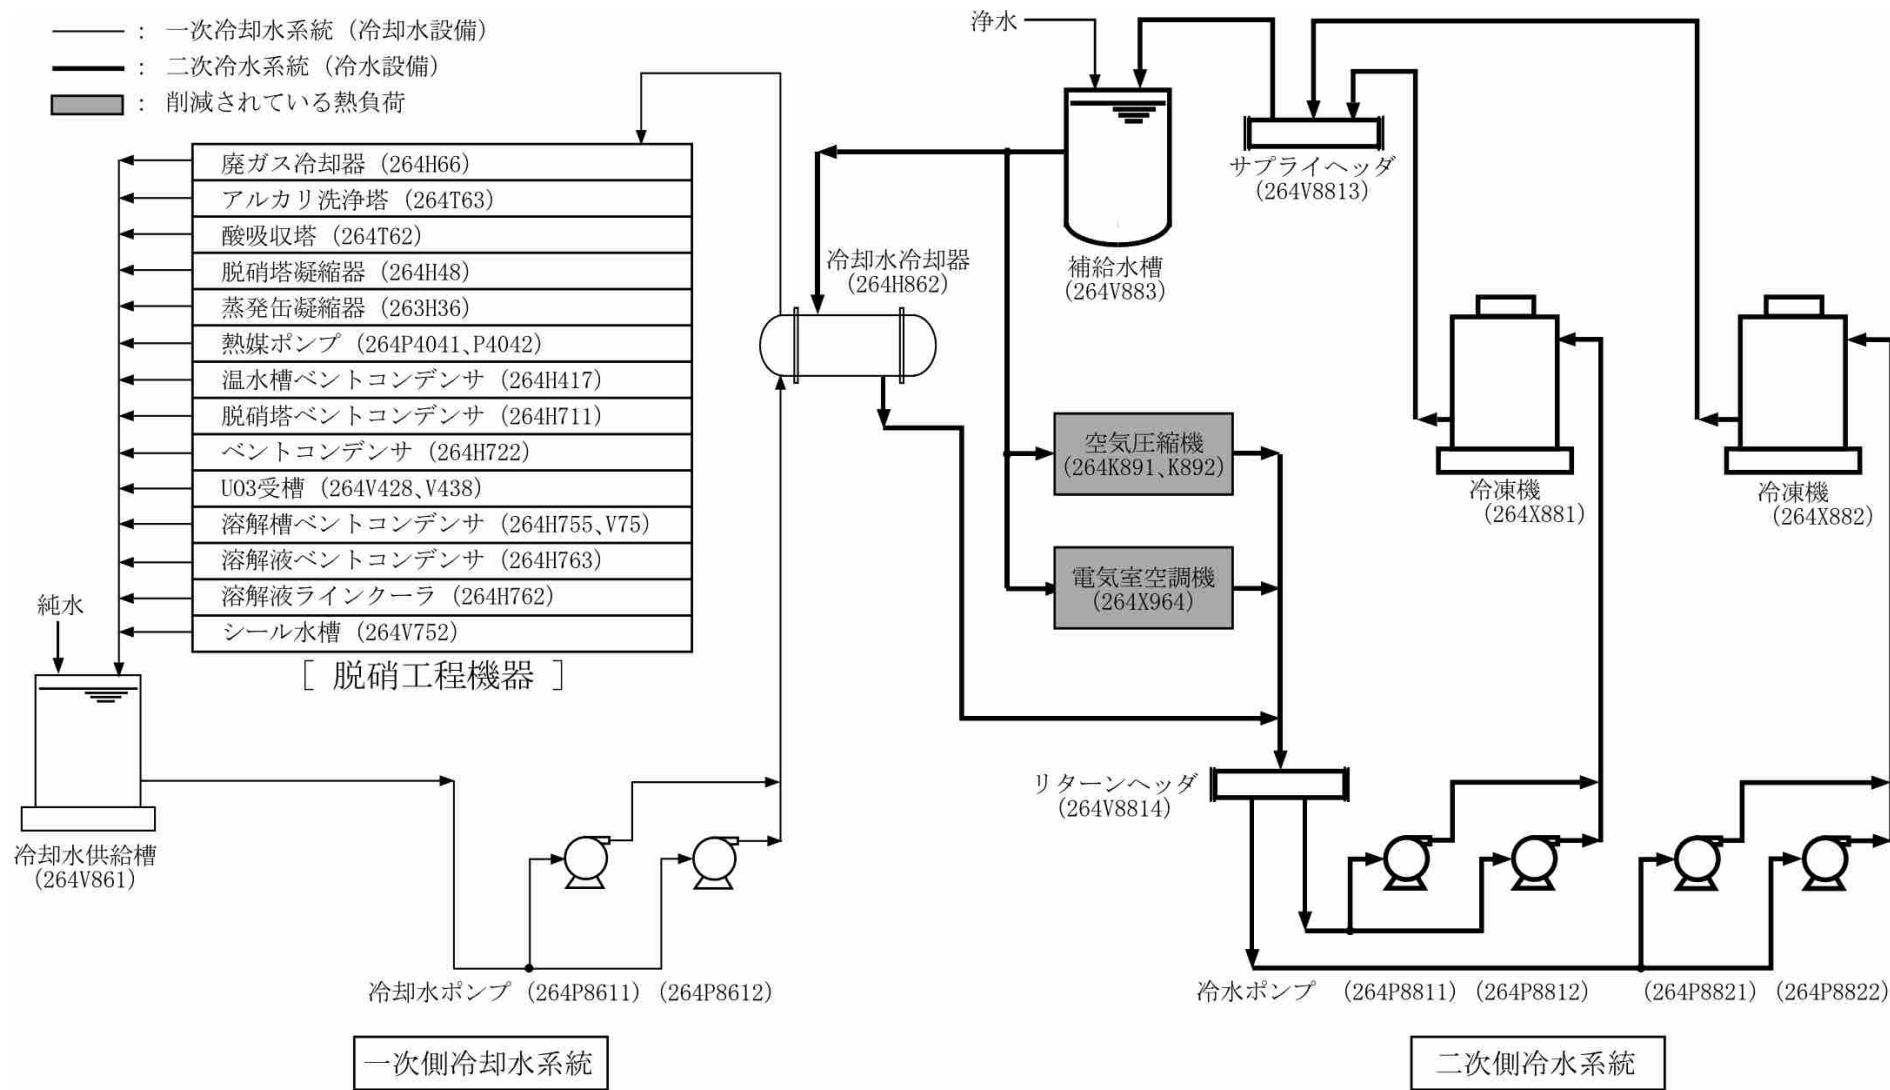 : 一次冷却水系統 (冷却水設備)
: 二次冷水系統 (冷水設備)
: 削減されている熱負荷
廃ガス冷却器 (264H66)
アルカリ洗浄塔 (264T63)
酸吸収塔 (264T62)
脱硝塔凝縮器 (264H48)
蒸発缶凝縮器 (263H36)
熱媒ポンプ (264P4041、P4042)
温水槽ベントコンデンサ (264H417)
脱硝塔ベントコンデンサ (264H711)
ベントコンデンサ (264H722)
UO3受槽 (264V428、V438)
溶解槽ベントコンデンサ (264H755、V75)
溶解液ベントコンデンサ (264H763)
溶解液ラインクーラ (264H762)
シール水槽 (264V752)
[ 脱硝工程機器 ]
純水
冷却水供給槽
(264V861)
冷却水ポンプ (264P8611) (264P8612)
一次側冷却水系統
浄水
冷却水冷却器
(264H862)
補給水槽
(264V883)
サプライヘッダ
(264V8813)
空気圧縮機
(264K891、K892)
電気室空調機
(264X964)
冷凍機
(264X881)
冷凍機
(264X882)
リターンヘッダ
(264V8814)
冷水ポンプ (264P8811) (264P8812) (264P8821) (264P8822)
二次側冷水系統